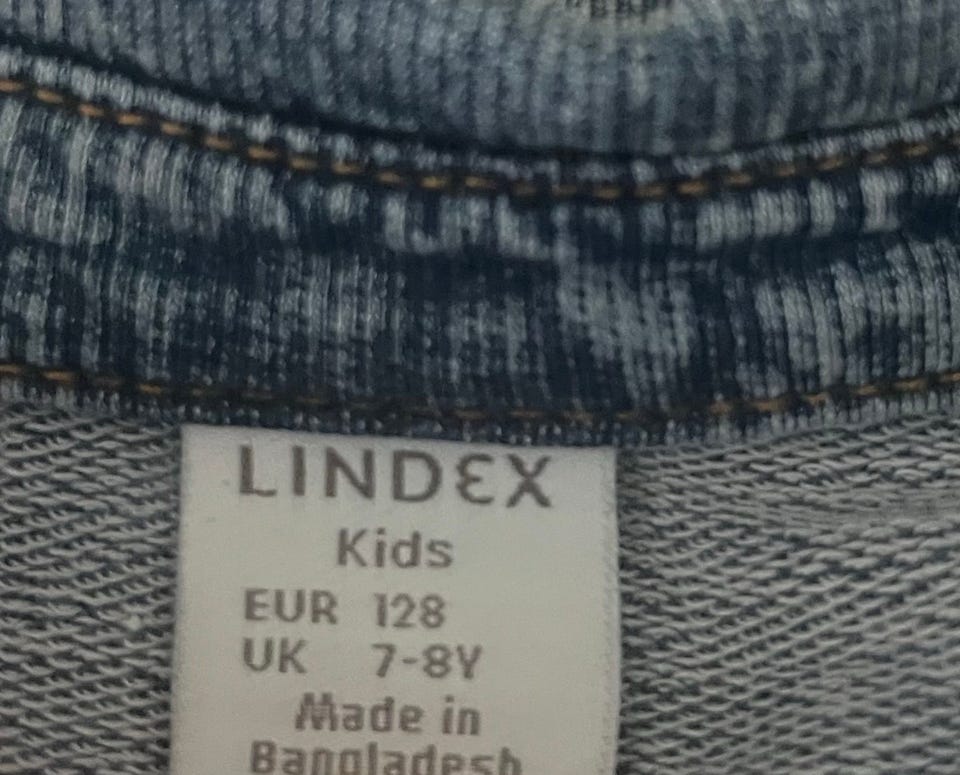 LINDEX
Kids
EUR 128
UK 7-8Y
Made in
Bangladesh